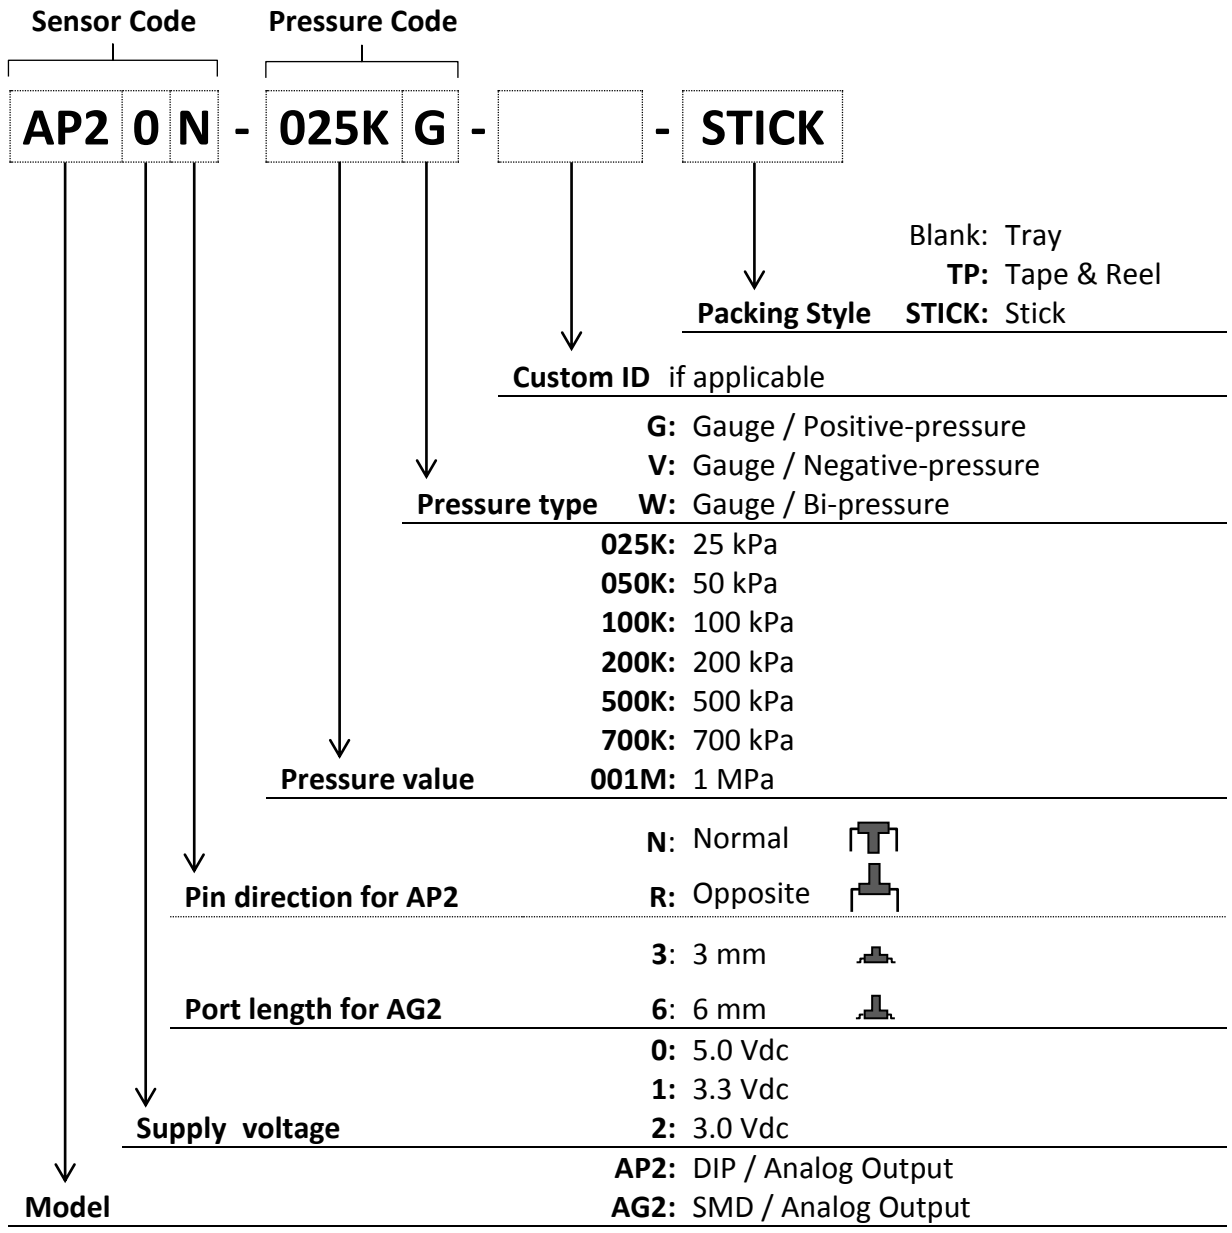 Sensor Code Pressure Code
AP2 0 N - 025K G - - STICK
Blank: Tray
TP: Tape & Reel
Packing Style STICK: Stick
Custom ID if applicable
G: Gauge / Positive-pressure
V: Gauge / Negative-pressure
Pressure type W: Gauge / Bi-pressure
025K: 25 kPa
050K: 50 kPa
100K: 100 kPa
200K: 200 kPa
500K: 500 kPa
700K: 700 kPa
Pressure value 001M: 1 MPa
N: Normal
Pin direction for AP2 R: Opposite
3: 3 mm
Port length for AG2 6: 6 mm
0: 5.0 Vdc
1: 3.3 Vdc
Supply voltage 2: 3.0 Vdc
AP2: DIP / Analog Output
Model AG2: SMD / Analog Output